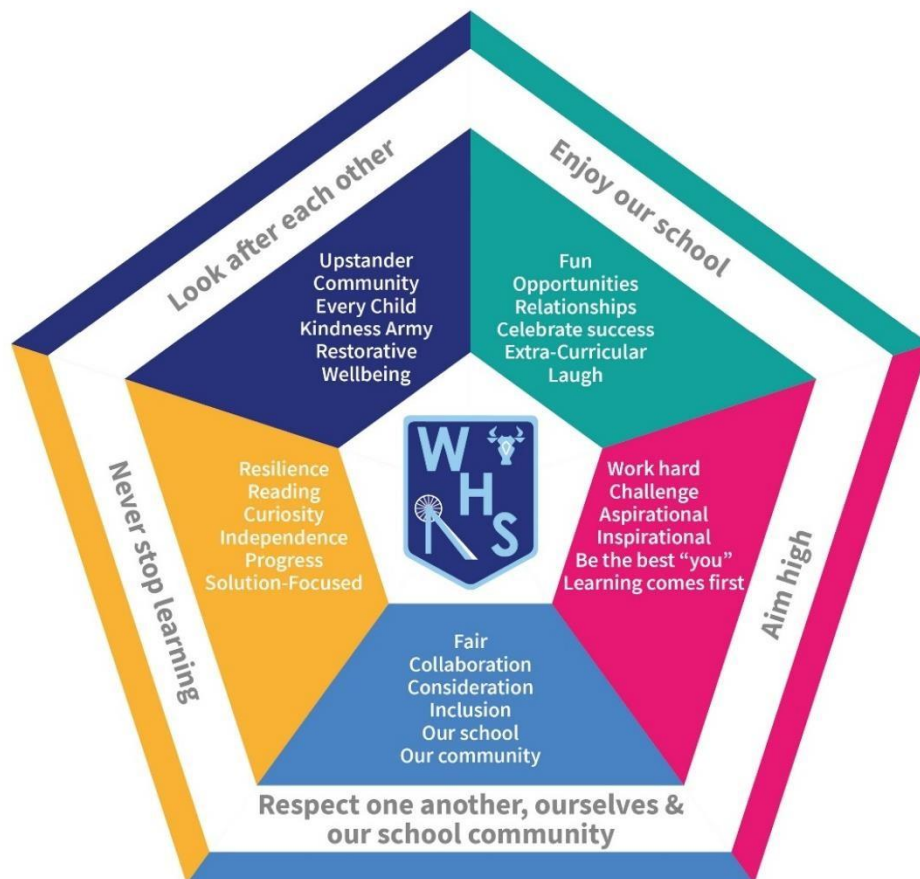 Look after each other
Upstander
Community
Every Child
Kindness Army
Restorative
Wellbeing
Enjoy our school
Fun
Opportunities
Relationships
Celebrate success
Extra-Curricular
Laugh
Never stop learning
Resilience
Reading
Curiosity
Independence
Progress
Solution-Focused
W
H
S
Work hard
Challenge
Aspirational
Inspirational
Be the best “you”
Learning comes first
Aim high
Fair
Collaboration
Consideration
Inclusion
Our school
Our community
Respect one another, ourselves &
our school community